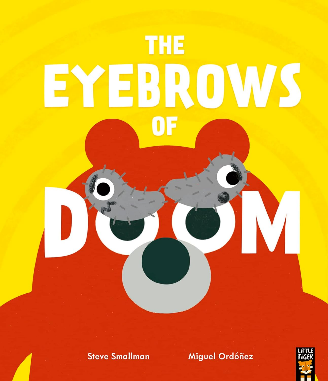 THE
EYEBROWS
OF
DOOM
Steve Smallman Miguel Ordóñez
LITTLE
TIGER